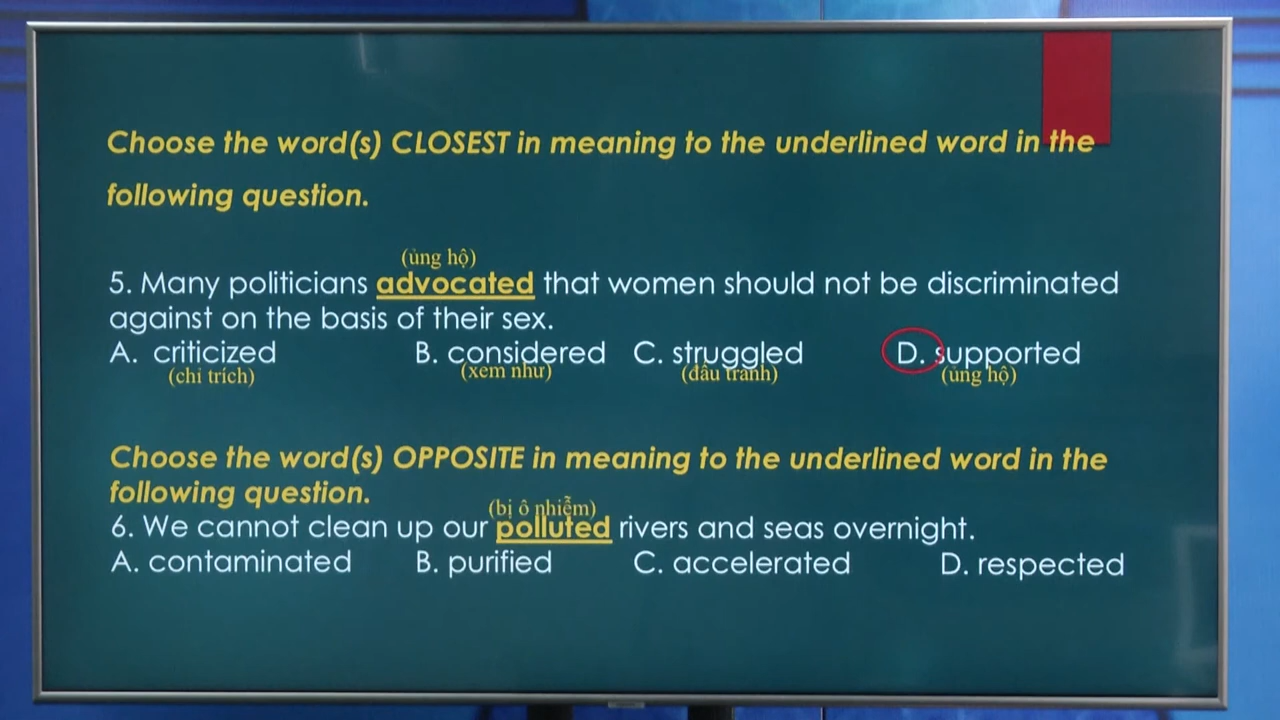 Choose the word(s) CLOSEST in meaning to the underlined word in the
following question.
(ủng hộ)
5. Many politicians advocated that women should not be discriminated
against on the basis of their sex.
A. criticized B. considered C. struggled D. supported
(chỉ trích) (xem như) (đấu tranh) (ủng hộ)
Choose the word(s) OPPOSITE in meaning to the underlined word in the
following question.
(bị ô nhiễm)
6. We cannot clean up our polluted rivers and seas overnight.
A. contaminated B. purified C. accelerated D. respected